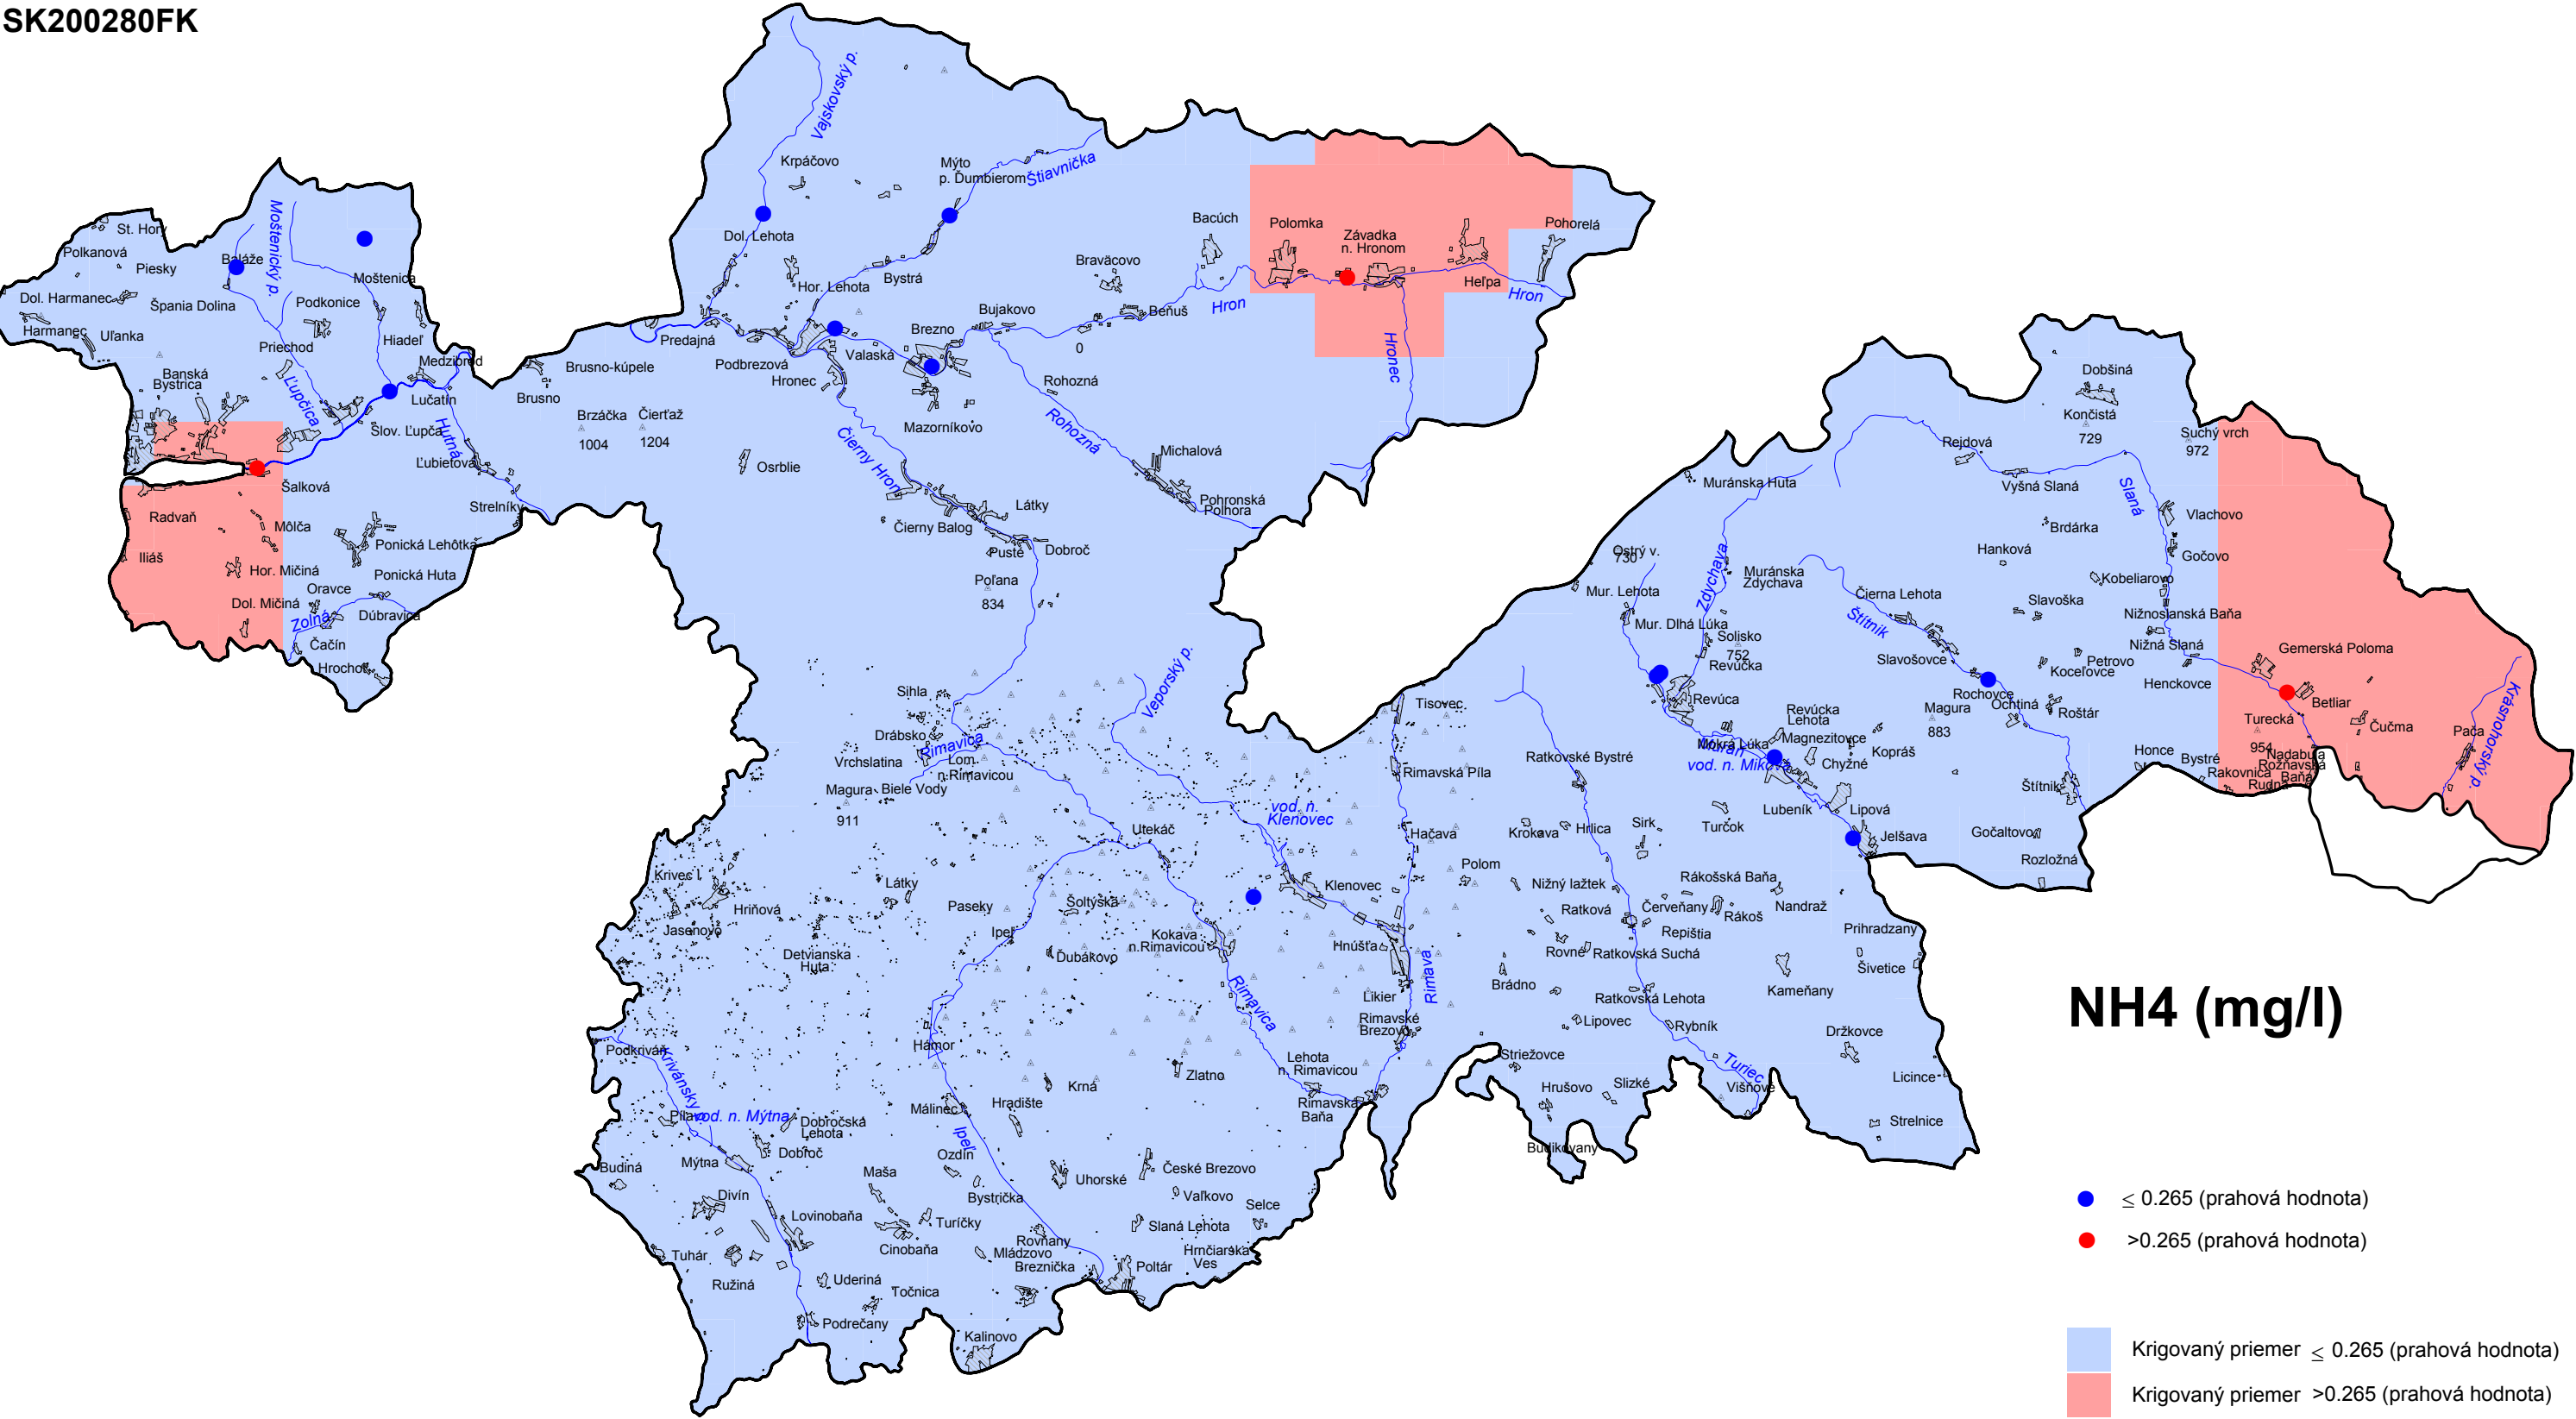 SK200280FK
Vajskovský p.
Krpáčovo
Mýto
p. Ďumbierom
Štiavnička
St. Hory
Polkanová
Piesky
Baláže
Moštenický p.
Moštenica
Dol. Harmanec
Špania Dolina
Podkonice
Harmanec
Uľanka
Priechod
Hiadeľ
Medzibrod
Banská
Bystrica
Ľupčica
Lučatín
Slov. Ľupča
Hutná
Ľubietová
Šalková
Strelníky
Radvaň
Môlča
Ponická Lehôtka
Iliáš
Hor. Mičiná
Ponická Huta
Oravce
Dol. Mičiná
Dúbravica
Zolná
Čačín
Hrochoť
Dol. Lehota
Hor. Lehota
Bystrá
Braväcovo
Bacúch
Polomka
Závadka
n. Hronom
Pohorelá
Heľpa
Hron
Hron
Beňuš
Bujakovo
Brezno
0
Predajná
Podbrezová
Valaská
Hronec
Hronec
Brusno-kúpele
Brusno
Brzáčka
1004
Čierťaž
1204
Mazorníkovo
Rohozná
Rohozná
Osrblie
Čierny Hron
Michalová
Pohronská
Polhora
Látky
Čierny Balog
Pusté
Dobroč
Poľana
834
Veporský p.
Sihla
Drábsko
Rimavica
Vrchslatina
Lom
n.Rimavicou
Magura
911
Biele Vody
Utekáč
vod. n.
Klenovec
Klenovec
Krivec I.
Hriňová
Jasenovo
Látky
Paseky
Šoltýska
Ipeľ
Detvianska
Huta
Dubákovo
Kokava
n.Rimavicou
Hnúšťa
Rimavica
Rimava
Likier
Rimavské
Brezovo
Podkriváň
Krivánsky p.
Hámor
Lehota
n. Rimavicou
Zlatno
Krná
Píla
vod. n. Mýtna
Dobročská
Lehota
Málinec
Hradište
Rimavská
Baňa
Ipeľ
Budiná
Mýtna
Dobroč
Ozdín
Maša
České Brezovo
Uhorské
Bystrička
Vaľkovo
Divín
Lovinobaňa
Turíčky
Selce
Slaná Lehota
Cinobaňa
Rovňany
Mládzovo
Breznička
Hrnčiarska
Ves
Tuhár
Ružiná
Uderiná
Poltár
Točnica
Podrečany
Kalinovo
Tisovec
Rimavská Píla
Hačava
Polom
Ratkovské Bystré
Krokava
Hrlica
Sirk
Turčok
Nižný lažtek
Rákošská Baňa
Ratková
Červeňany
Rákoš
Nandraž
Repištia
Rovné
Ratkovská Suchá
Brádno
Kameňany
Ratkovská Lehota
Lipovec
Rybník
Striežovce
Turiec
Hrušovo
Slizké
Višňové
Budikovany
Prihradzany
Šivetice
Držkovce
Licince
Strelnice
Ostrý v.
730
Mur. Lehota
Muránska Huta
Zdychava
Muránska
Zdychava
Mur. Dlhá Lúka
Solisko
752
Revúčka
Revúca
Revúcka
Lehota
Mokrá Lúka
Muráň
Magnezitovce
vod. n. Miková
Chyžné
Kopráš
Lubeník
Lipová
Jelšava
Štítnik
Čierna Lehota
Slavošovce
Rochovce
Magura
883
Ochtiná
Roštár
Štítnik
Gočaltovo
Rozložná
Dobšiná
Končistá
729
Suchý vrch
972
Rejdová
Vyšná Slaná
Slaná
Vlachovo
Brdárka
Hanková
Gočovo
Kobeliarovo
Slavoška
Nižnoslanská Baňa
Nižná Slaná
Petrovo
Koceľovce
Henckovce
Gemerská Poloma
Betliar
Turecká
954
Čučma
Pača
Krásnohorský p.
Honce
Bystré
Nadabula
Rožňavská
Baňa
Rakovnica
Rudná
NH4 (mg/l)
≤ 0.265 (prahová hodnota)
>0.265 (prahová hodnota)
Krigovaný priemer ≤ 0.265 (prahová hodnota)
Krigovaný priemer >0.265 (prahová hodnota)